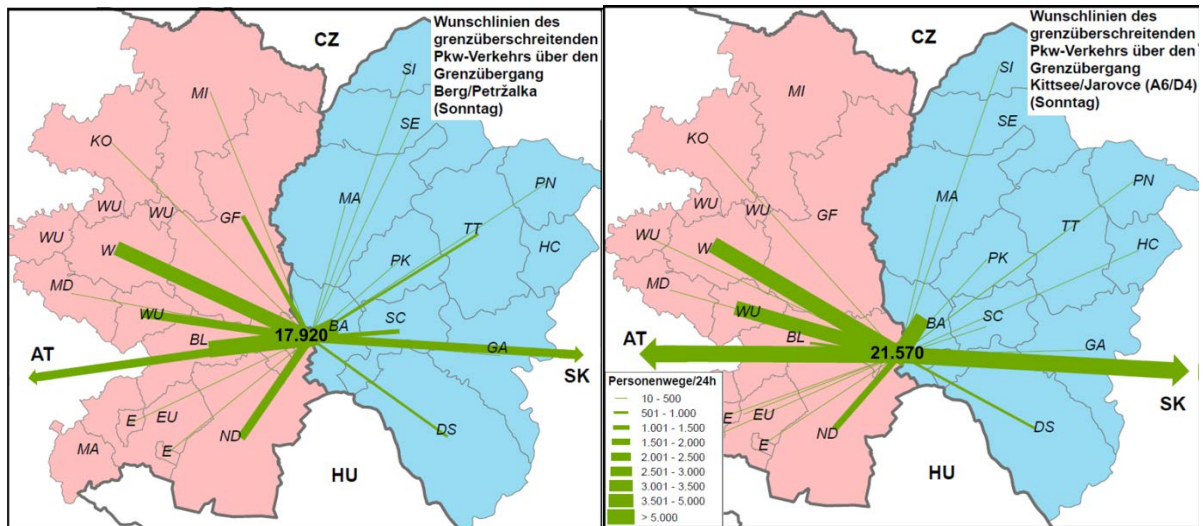 Wunschlinien des
grenzüberschreitenden
Pkw-Verkehrs über den
Grenzübergang
Berg/Petržalka
(Sonntag)
CZ
SI
MI
SE
KO
MA
PN
WU
WU
GF
TT
WU
W
HC
PK
MD
WU
BA
SC
17.920
BL
GA
AT
SK
E
EU
ND
DS
MA
E
HU
Wunschlinien des
grenzüberschreitenden
Pkw-Verkehrs über den
Grenzübergang
Kittsee/Jarovce (A6/D4)
(Sonntag)
CZ
SI
MI
SE
KO
MA
PN
WU
WU
GF
TT
WU
W
HC
PK
MD
WU
BA
SC
BL
GA
AT
21.570
SK
Personenwege/24h
10 - 500
501 - 1.000
1.001 - 1.500
1.501 - 2.000
2.001 - 2.500
2.501 - 3.000
3.001 - 3.500
3.501 - 5.000
> 5.000
E
EU
ND
DS
E
HU